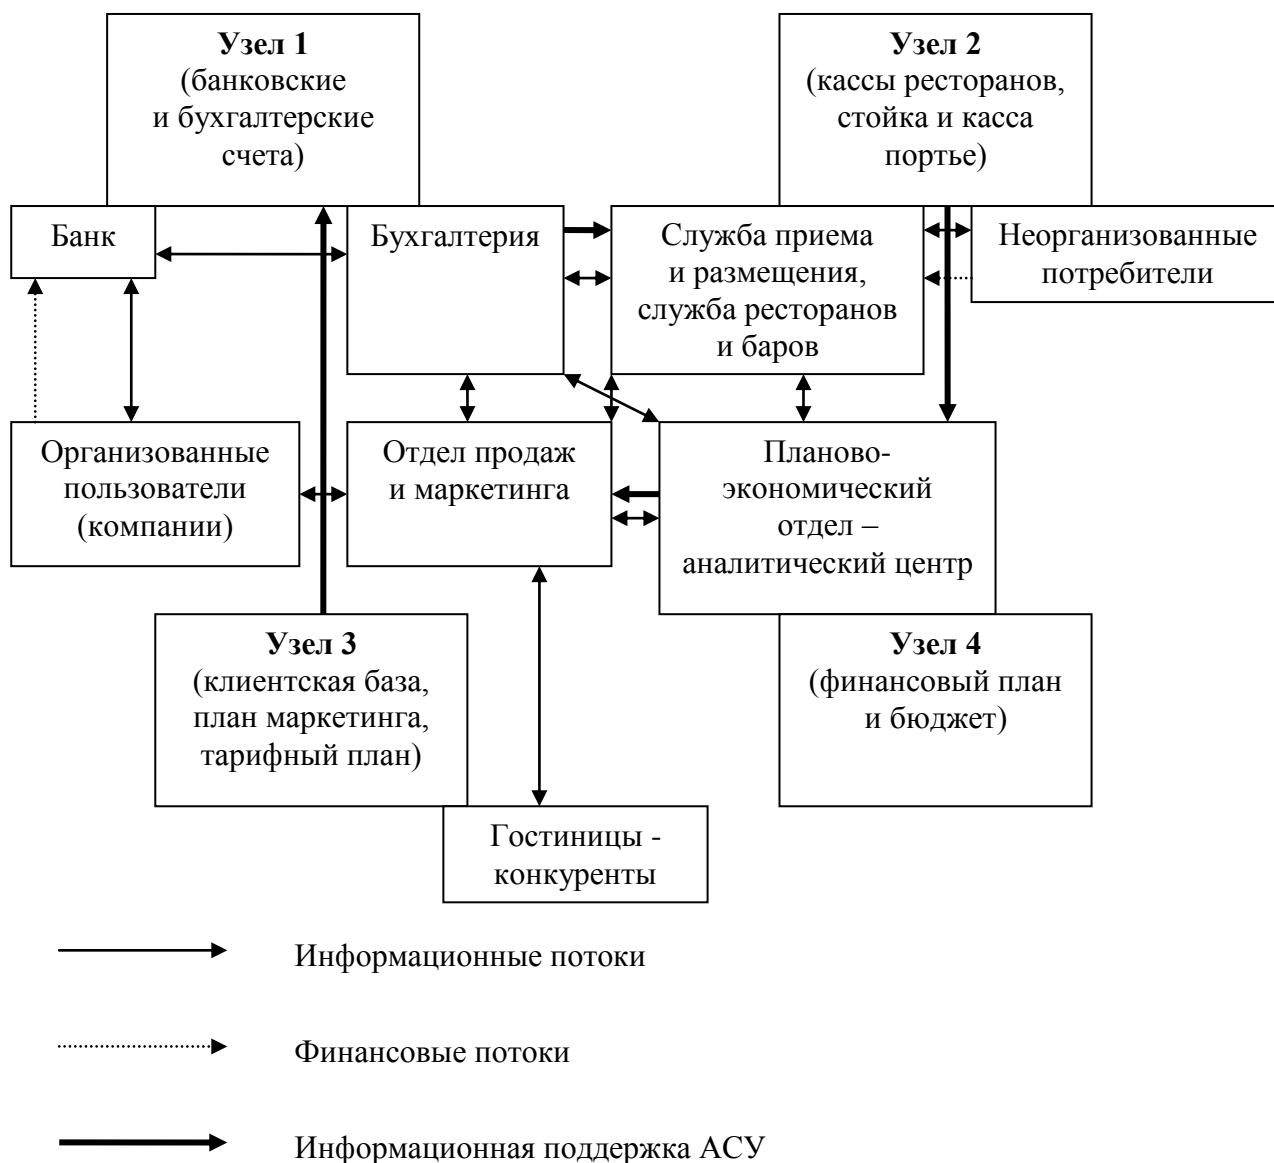 Узел 1
(банковские
и бухгалтерские
счета)
Узел 2
(кассы ресторанов,
стойка и касса
портье)
Банк
Бухгалтерия
Служба приема
и размещения,
служба ресторанов
и баров
Неорганизованные
потребители
Организованные
пользователи
(компании)
Отдел продаж
и маркетинга
Планово-
экономический
отдел –
аналитический центр
Узел 3
(клиентская база,
план маркетинга,
тарифный план)
Узел 4
(финансовый план
и бюджет)
Гостиницы -
конкуренты
Информационные потоки
Финансовые потоки
Информационная поддержка АСУ